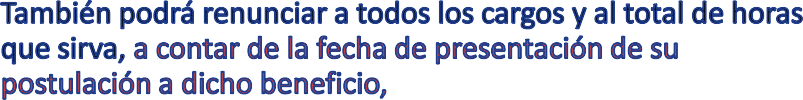 También podrá renunciar a todos los cargos y al total de horas
que sirva, a contar de la fecha de presentación de su
postulación a dicho beneficio,